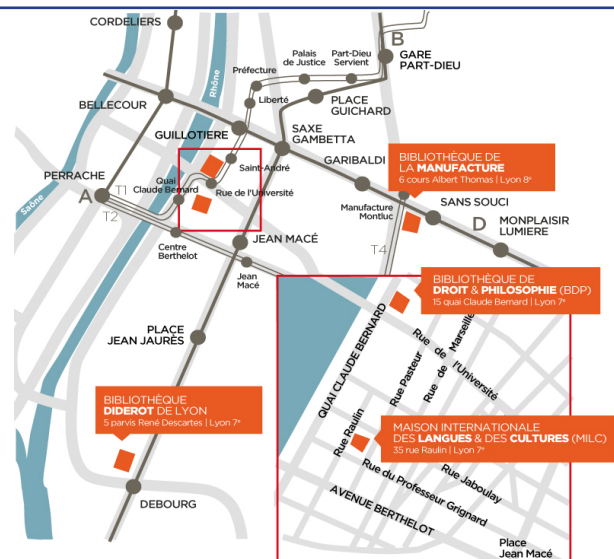 CORDELIERS
B
Palais
de Justice
Part-Dieu
Servient
GARE
PART-DIEU
Préfecture
Rhône
BELLECOUR
Liberté
PLACE
GUICHARD
GUILLOTIERE
SAXE
GAMBETTA
BIBLIOTHÈQUE DE
LA MANUFACTURE
6 cours Albert Thomas | Lyon 8e
GARIBALDI
PERRACHE
Saint-André
Quai
Claude Bernard
Rue de l'Université
SANS SOUCI
A
T1
T2
Saône
Manufacture
Montluc
D
MONPLAISIR
LUMIERE
Centre
Berthelot
JEAN MACÉ
T4
Jean
Macé
BIBLIOTHÈQUE DE
DROIT & PHILOSOPHIE (BDP)
15 quai Claude Bernard | Lyon 7e
PLACE
JEAN JAURÈS
QUAI CLAUDE BERNARD
Rue de l'Université
Rue Pasteur
Rue de Marseille
BIBLIOTHÈQUE
DIDEROT DE LYON
5 parvis René Descartes | Lyon 7e
Rue Raulin
MAISON INTERNATIONALE
DES LANGUES & DES CULTURES (MILC)
35 rue Raulin | Lyon 7e
Rue Jaboulay
Rue du Professeur Grignard
AVENUE BERTHELOT
DEBOURG
Place
Jean Macé